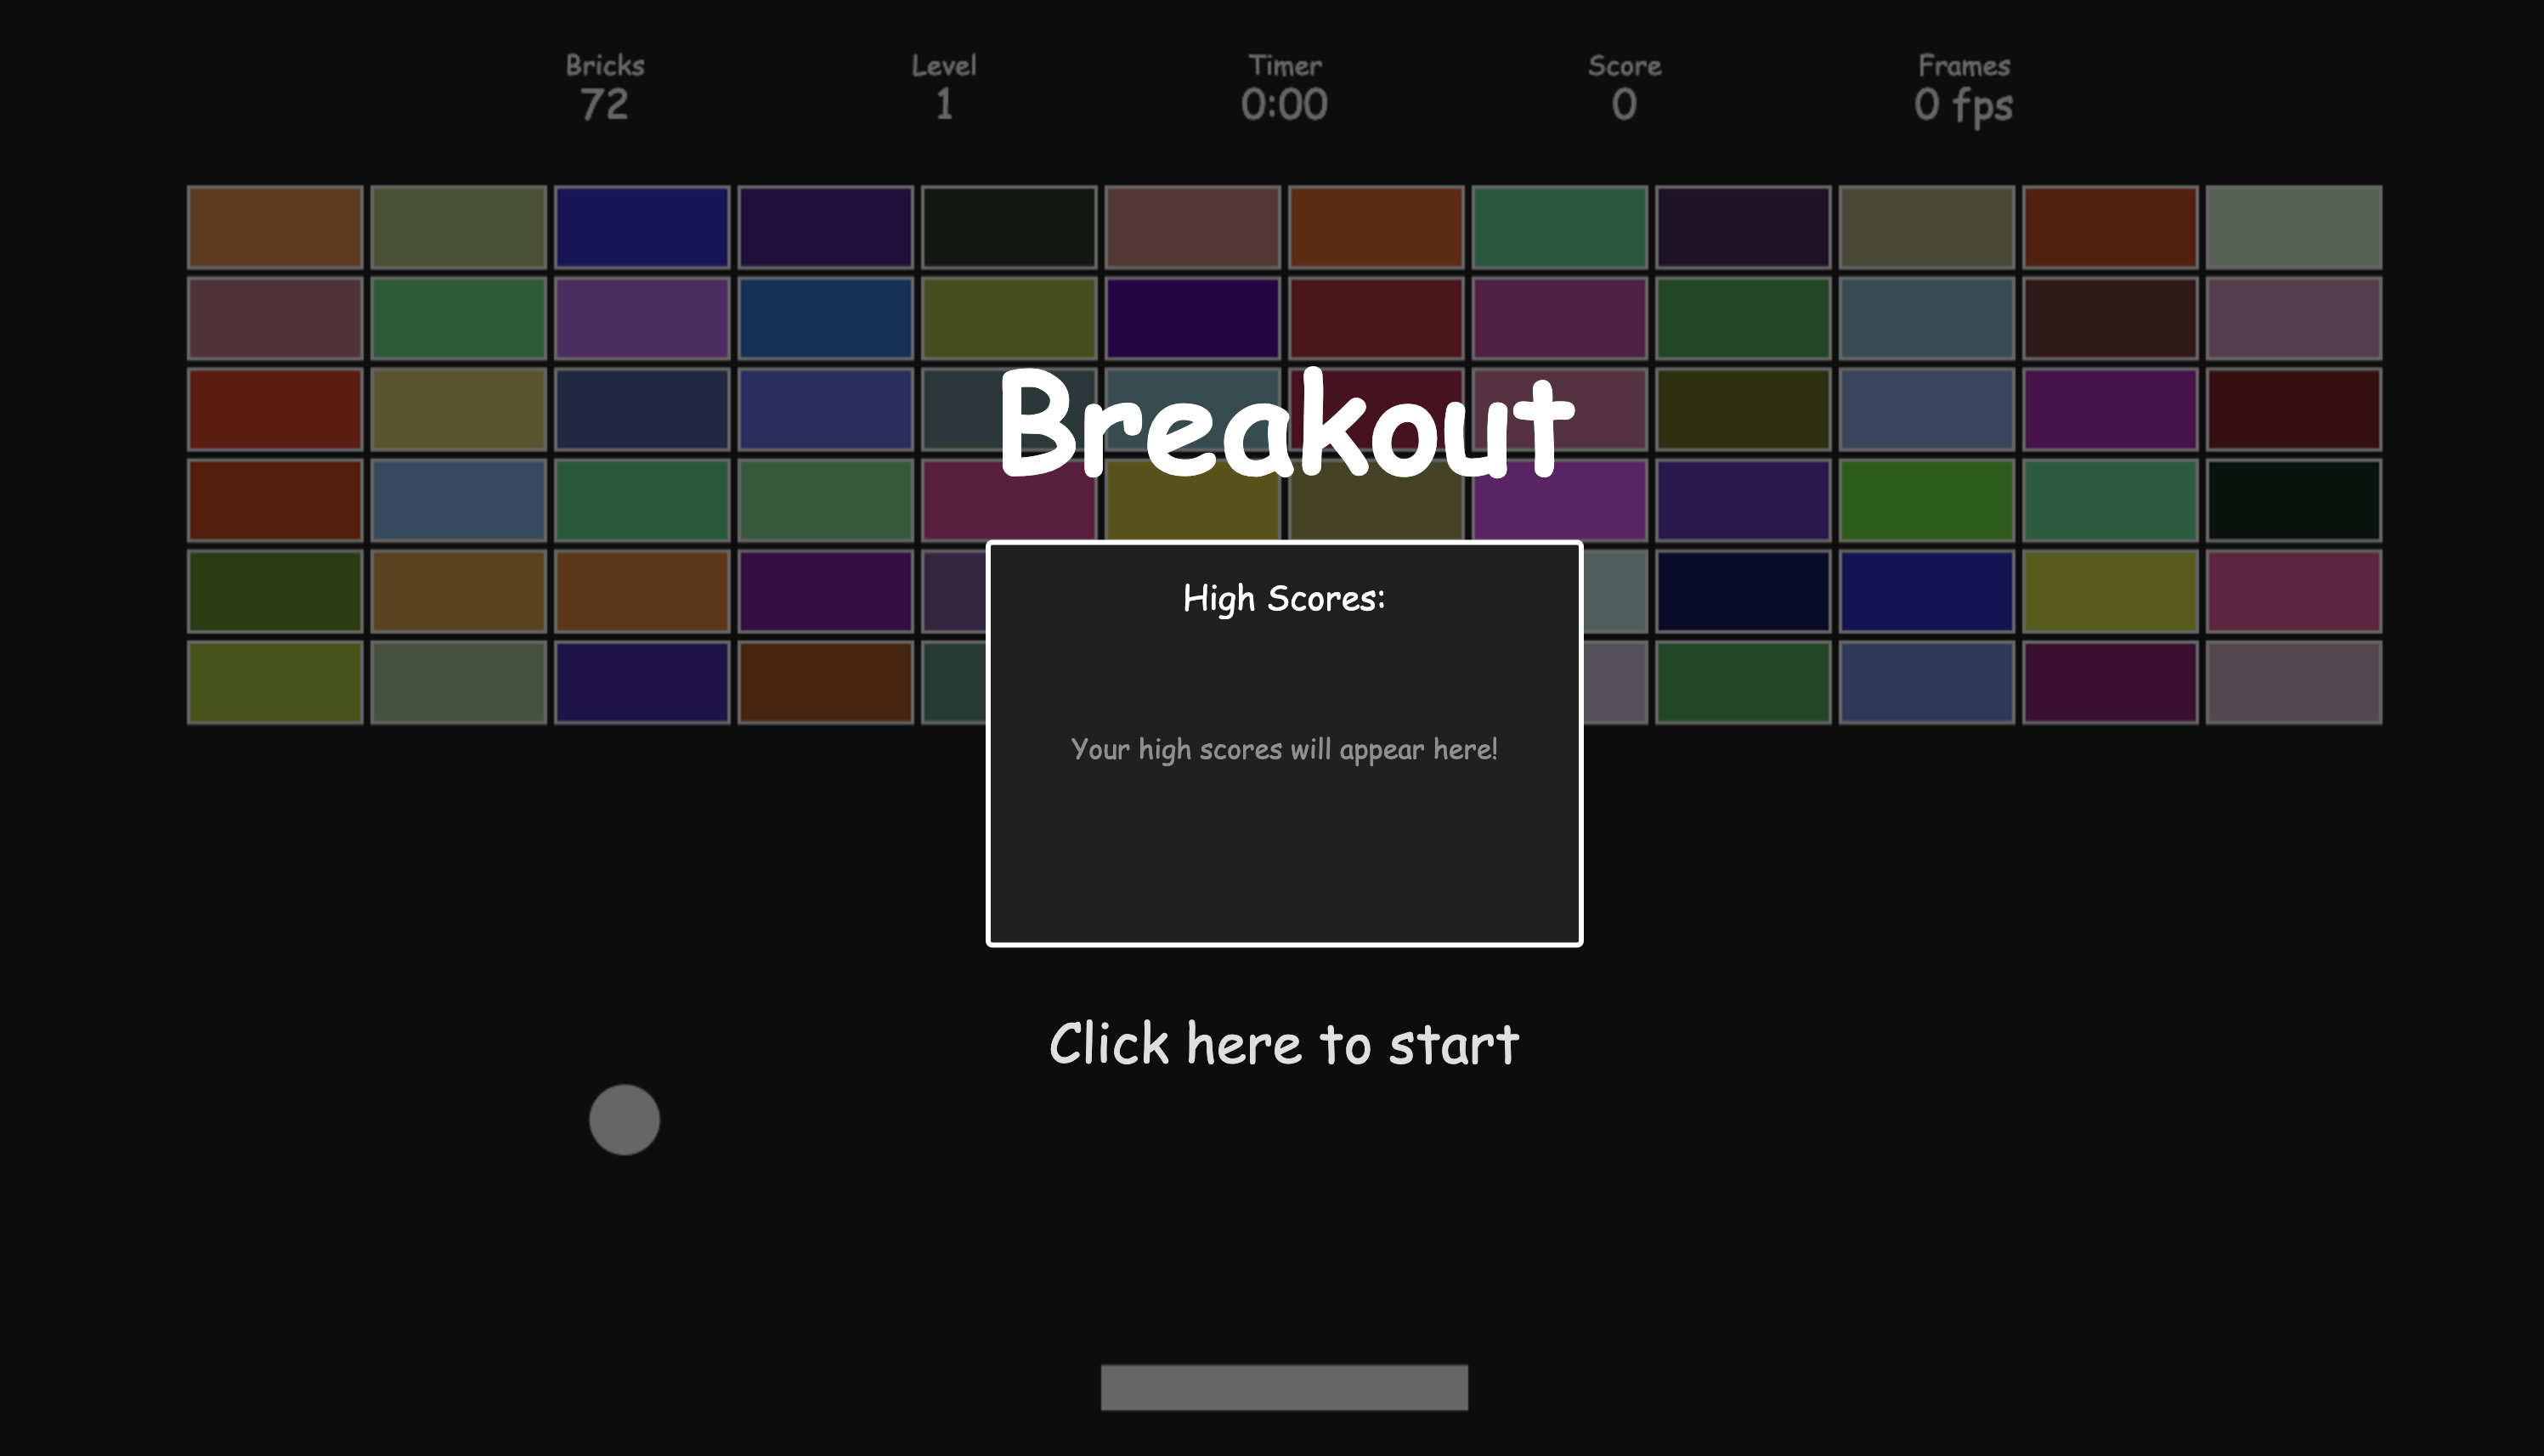 Bricks Level Timer Score Frames
72 1 0:00 0 0 fps
Breakout
High Scores:
Your high scores will appear here!
Click here to start